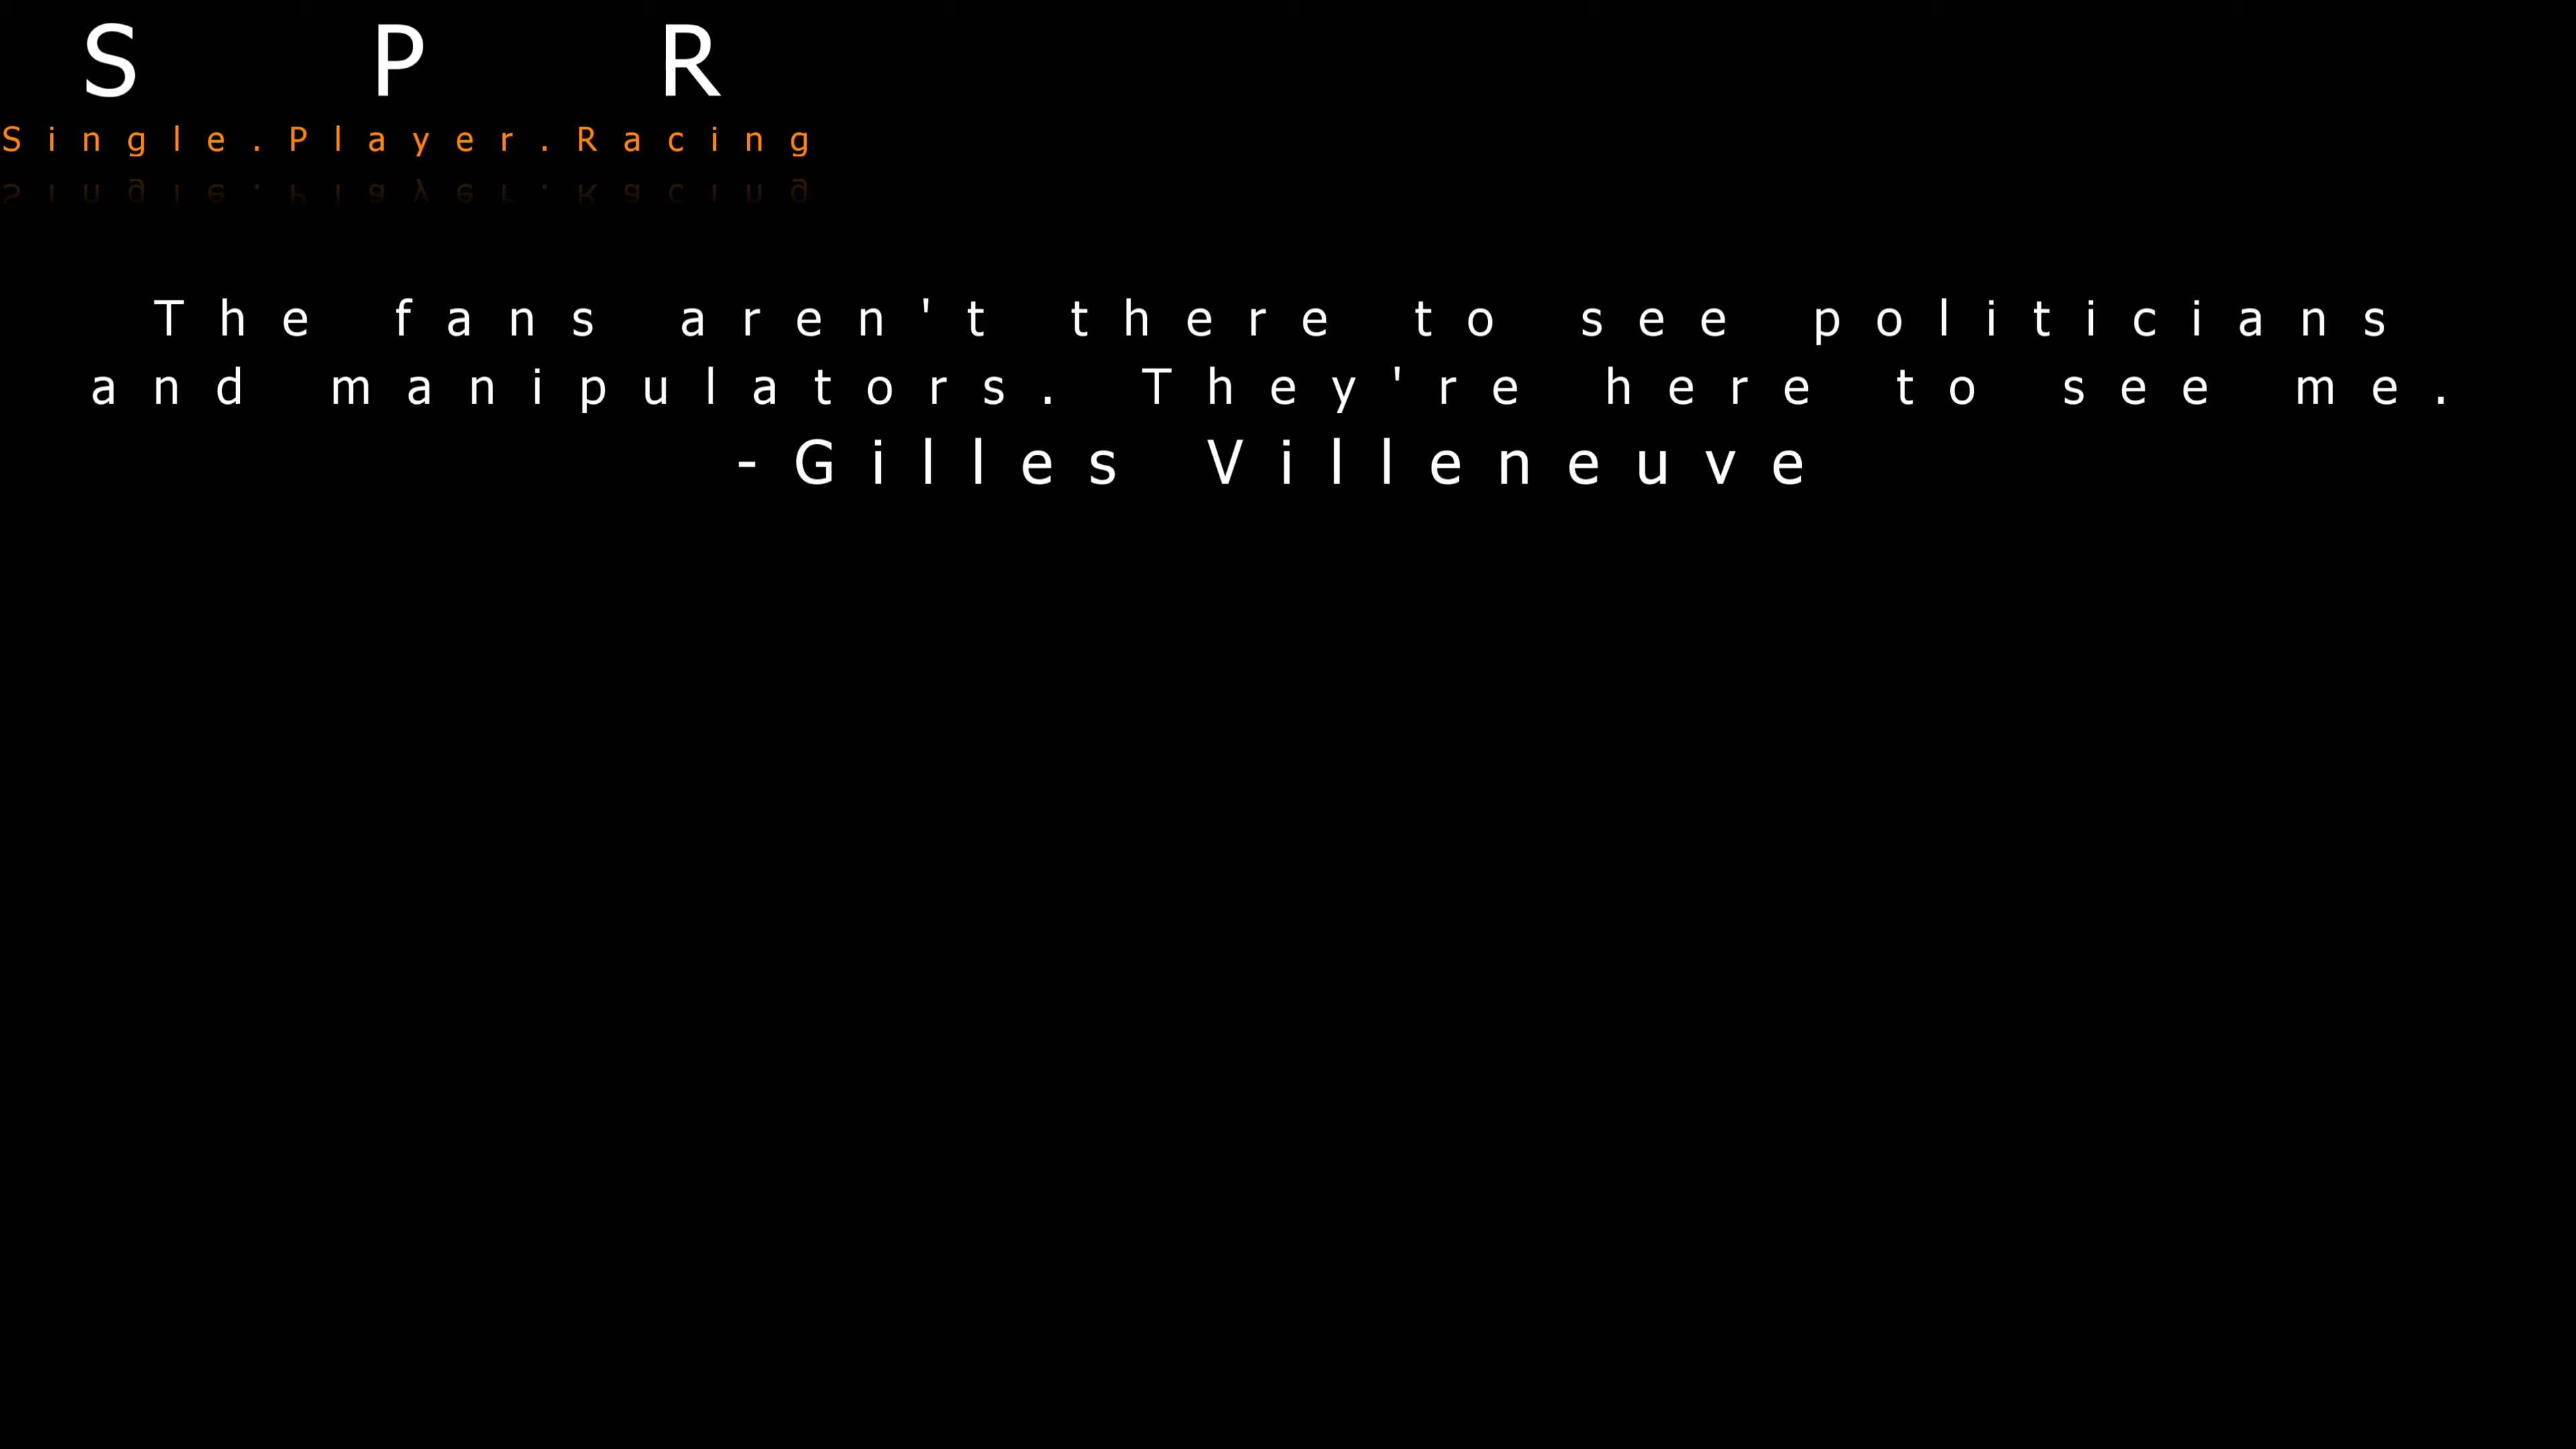 S P R
Single.Player.Racing
The fans aren't there to see politicians
and manipulators. They're here to see me.
-Gilles Villeneuve